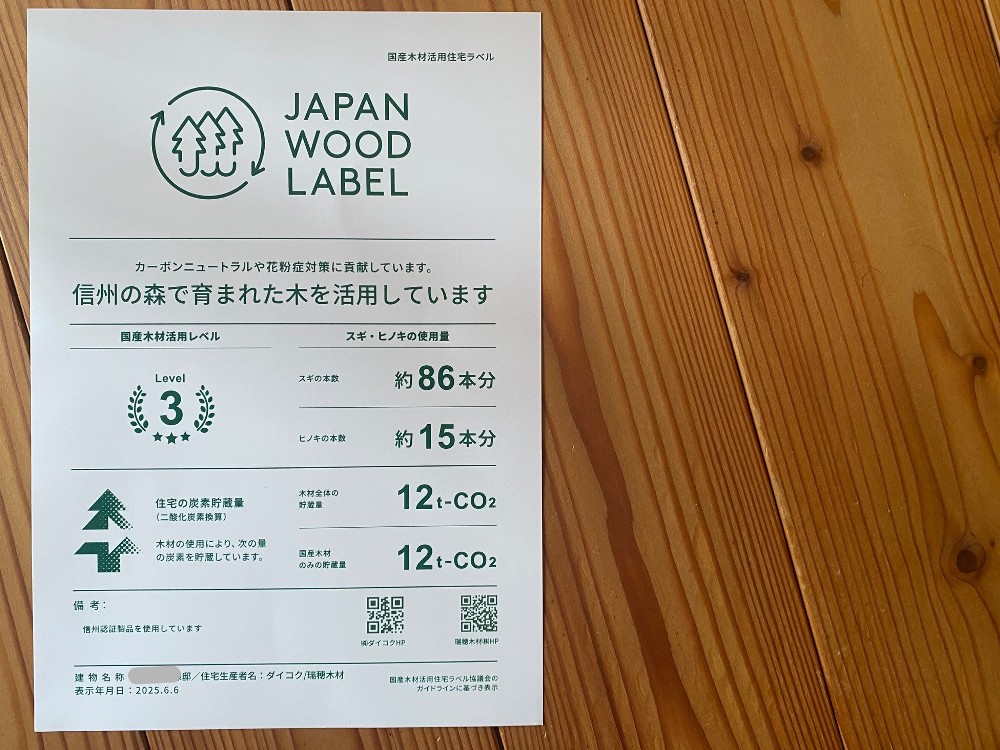 国産木材活用住宅ラベル
JAPAN
WOOD
LABEL
カーボンニュートラルや花粉症対策に貢献しています。
信州の森で育まれた木を活用しています
国産木材活用レベル
スギ・ヒノキの使用量
Level
3
スギの本数 約86本分
ヒノキの本数 約15本分
住宅の炭素貯蔵量
（二酸化炭素換算）
木材の使用により、次の量
の炭素を貯蔵しています。
木材全体の
貯蔵量
12t-CO2
国産木材
のみの貯蔵量
12t-CO2
備 考：
信州認証製品を使用しています
㈱ダイコクHP
瑞穂木材㈱HP
建 物 名 称 邸／住宅生産者名：ダイコク/瑞穂木材
表示年月日：2025.6.6
国産木材活用住宅ラベル協議会の
ガイドラインに基づき表示